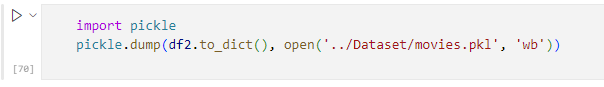 import pickle
pickle.dump(df2.to_dict(), open('../Dataset/movies.pkl', 'wb'))
[70]